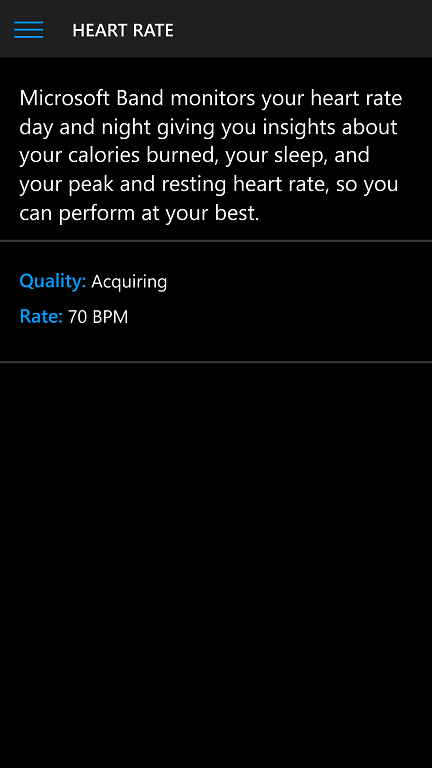 HEART RATE
Microsoft Band monitors your heart rate
day and night giving you insights about
your calories burned, your sleep, and
your peak and resting heart rate, so you
can perform at your best.
Quality: Acquiring
Rate: 70 BPM